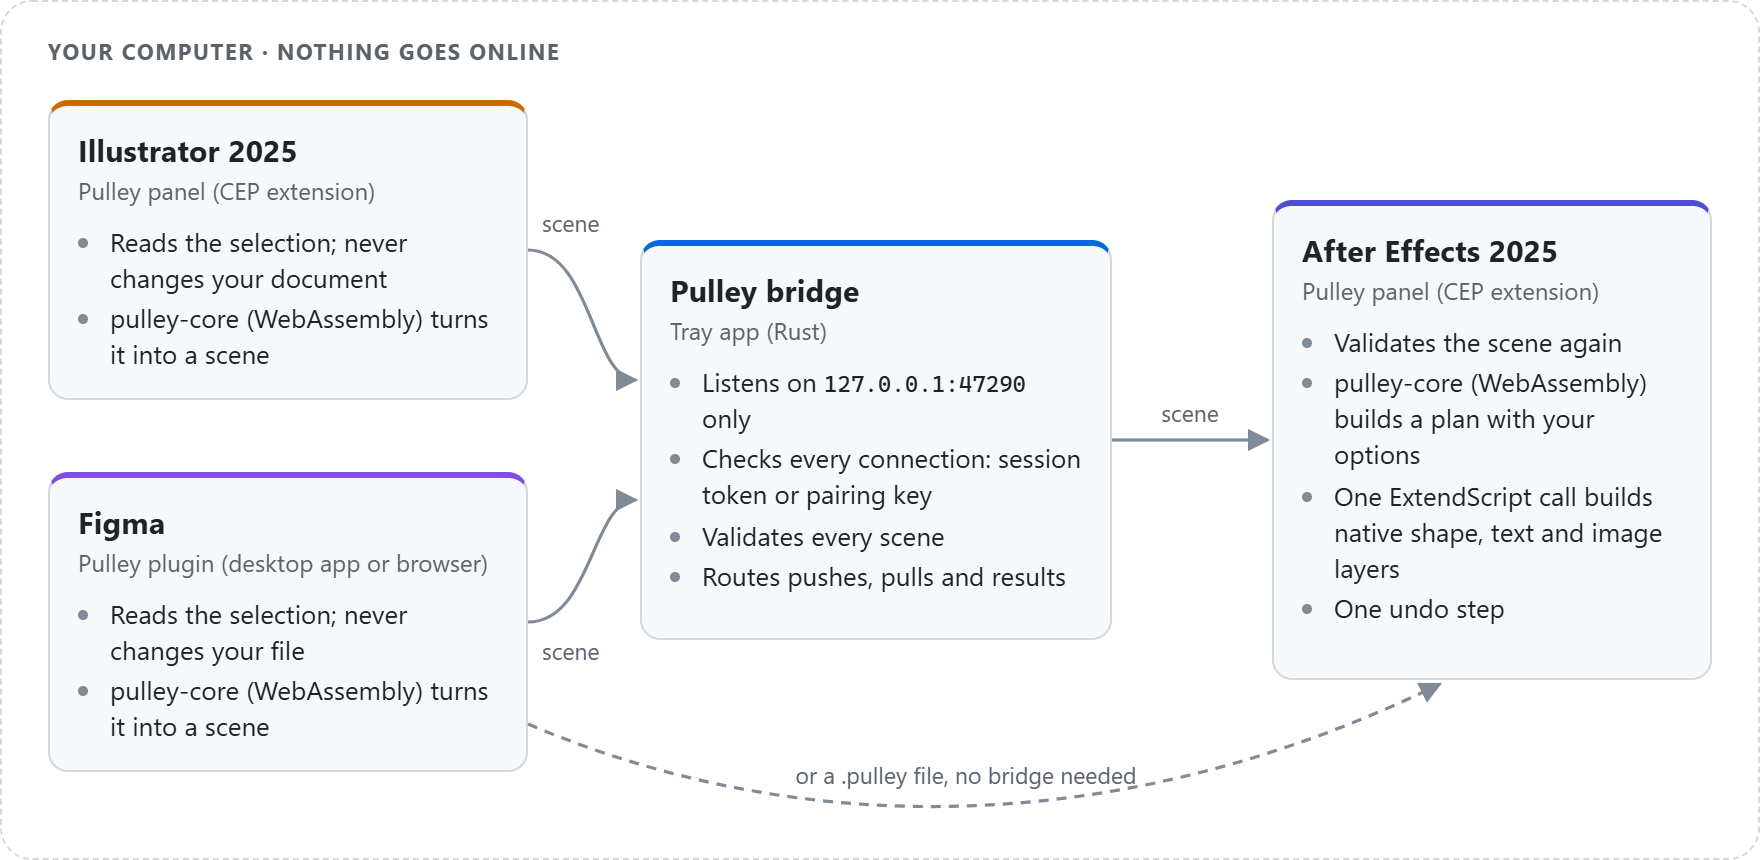 YOUR COMPUTER · NOTHING GOES ONLINE
Illustrator 2025
Pulley panel (CEP extension)
Reads the selection; never
changes your document
pulley-core (WebAssembly) turns
it into a scene
scene
Figma
Pulley plugin (desktop app or browser)
Reads the selection; never
changes your file
pulley-core (WebAssembly) turns
it into a scene
scene
Pulley bridge
Tray app (Rust)
Listens on 127.0.0.1:47290
only
Checks every connection: session
token or pairing key
Validates every scene
Routes pushes, pulls and results
scene
After Effects 2025
Pulley panel (CEP extension)
Validates the scene again
pulley-core (WebAssembly)
builds a plan with your
options
One ExtendScript call builds
native shape, text and image
layers
One undo step
or a .pulley file, no bridge needed